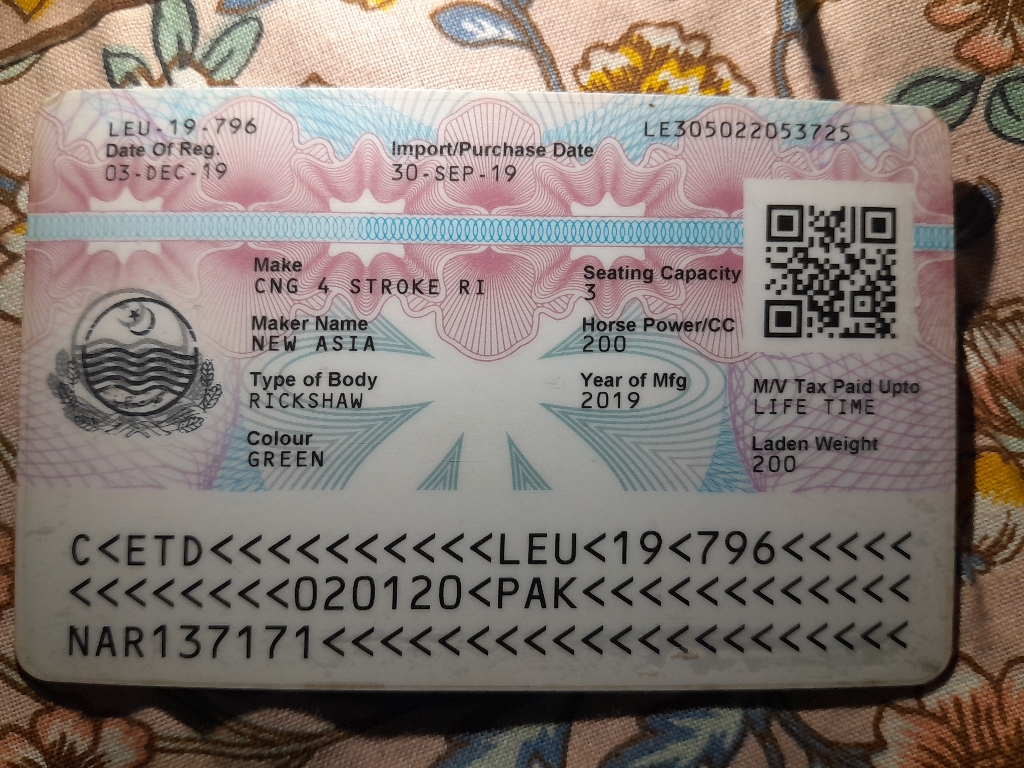 LEU-19-796
LE305022053725
Date Of Reg.
Import/Purchase Date
03-DEC-19
30-SEP-19
Make
CNG 4 STROKE RI
Seating Capacity
3
Maker Name
NEW ASIA
Horse Power/CC
200
Type of Body
RICKSHAW
Year of Mfg
2019
M/V Tax Paid Upto
LIFE TIME
Colour
GREEN
Laden Weight
200
C<ETD<<<<<<<<<<<LEU<19<796<<<<<
<<<<<<<<<020120<PAK<<<<<<<<<<<<<
NAR137171<<<<<<<<<<<<<<<<<<<<<<<